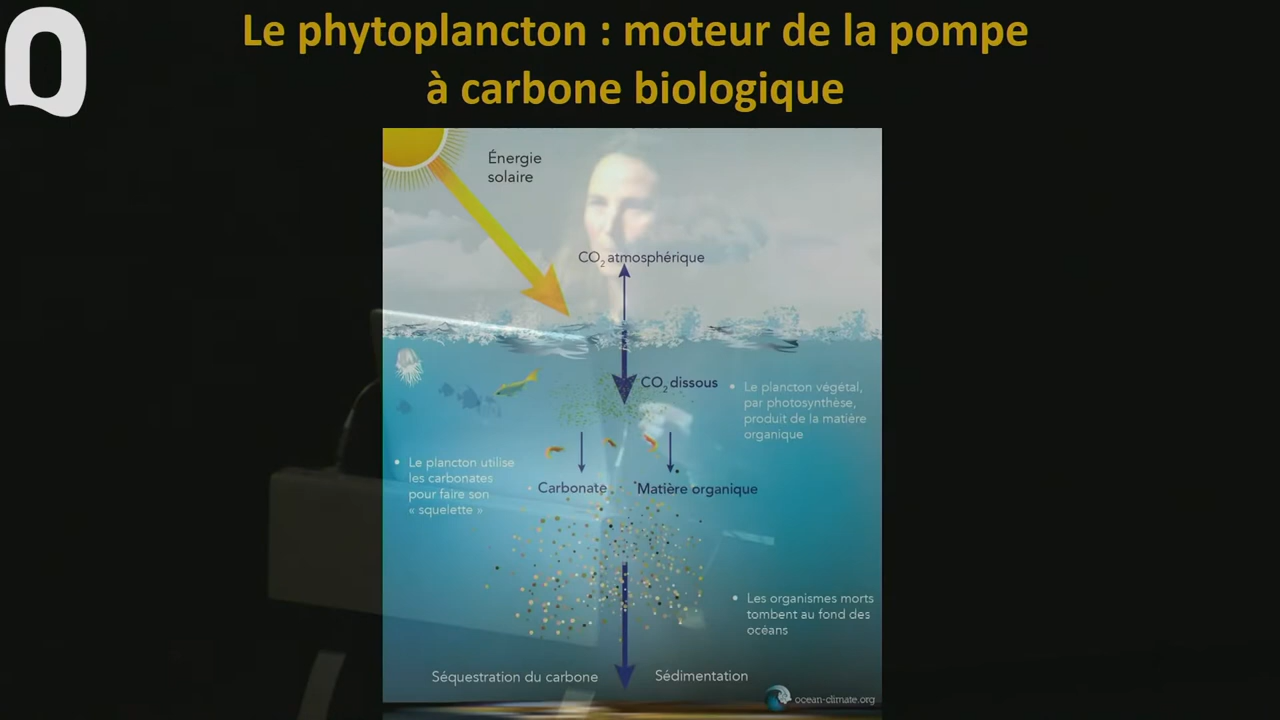 Le phytoplancton : moteur de la pompe
à carbone biologique
Énergie
solaire
CO2 atmosphérique
CO2 dissous
• Le plancton végétal,
par photosynthèse,
produit de la matière
organique
• Le plancton utilise
les carbonates
pour faire son
« squelette »
Carbonate
Matière organique
• Les organismes morts
tombent au fond des
océans
Séquestration du carbone
Sédimentation
ocean-climate.org